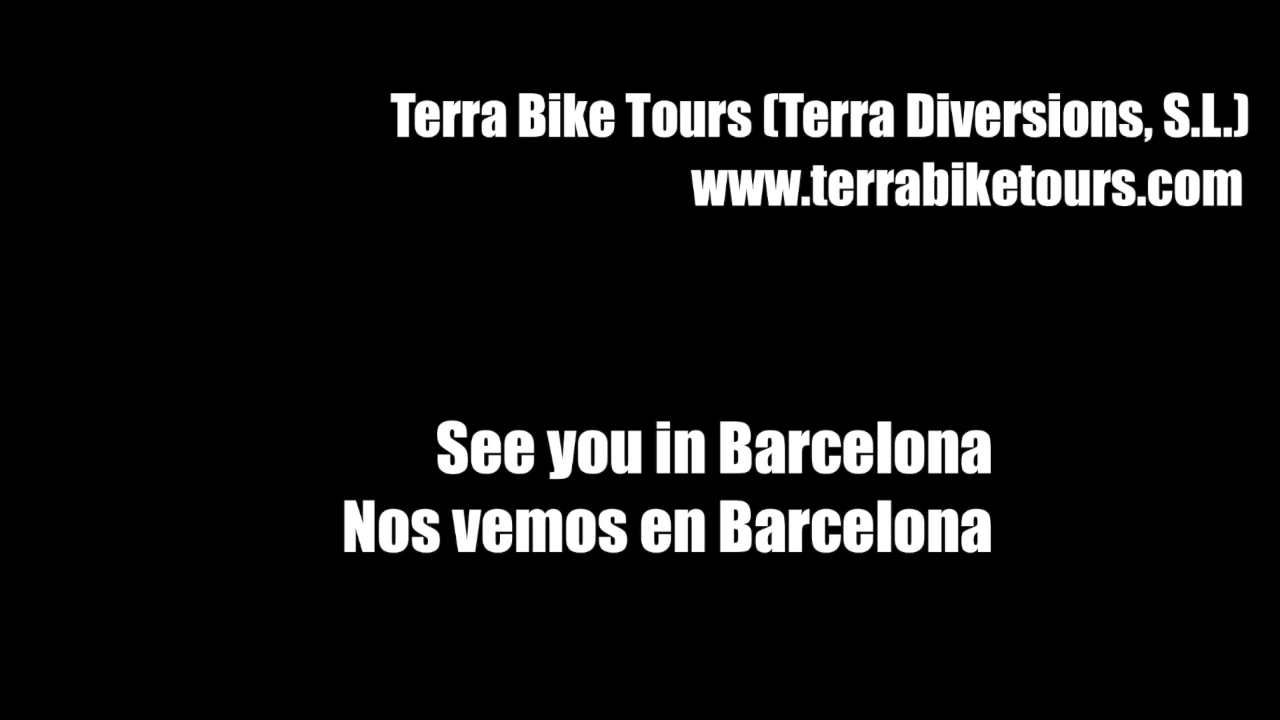 Terra Bike Tours (Terra Diversions, S.L.)
www.terrabiketours.com
See you in Barcelona
Nos vemos en Barcelona